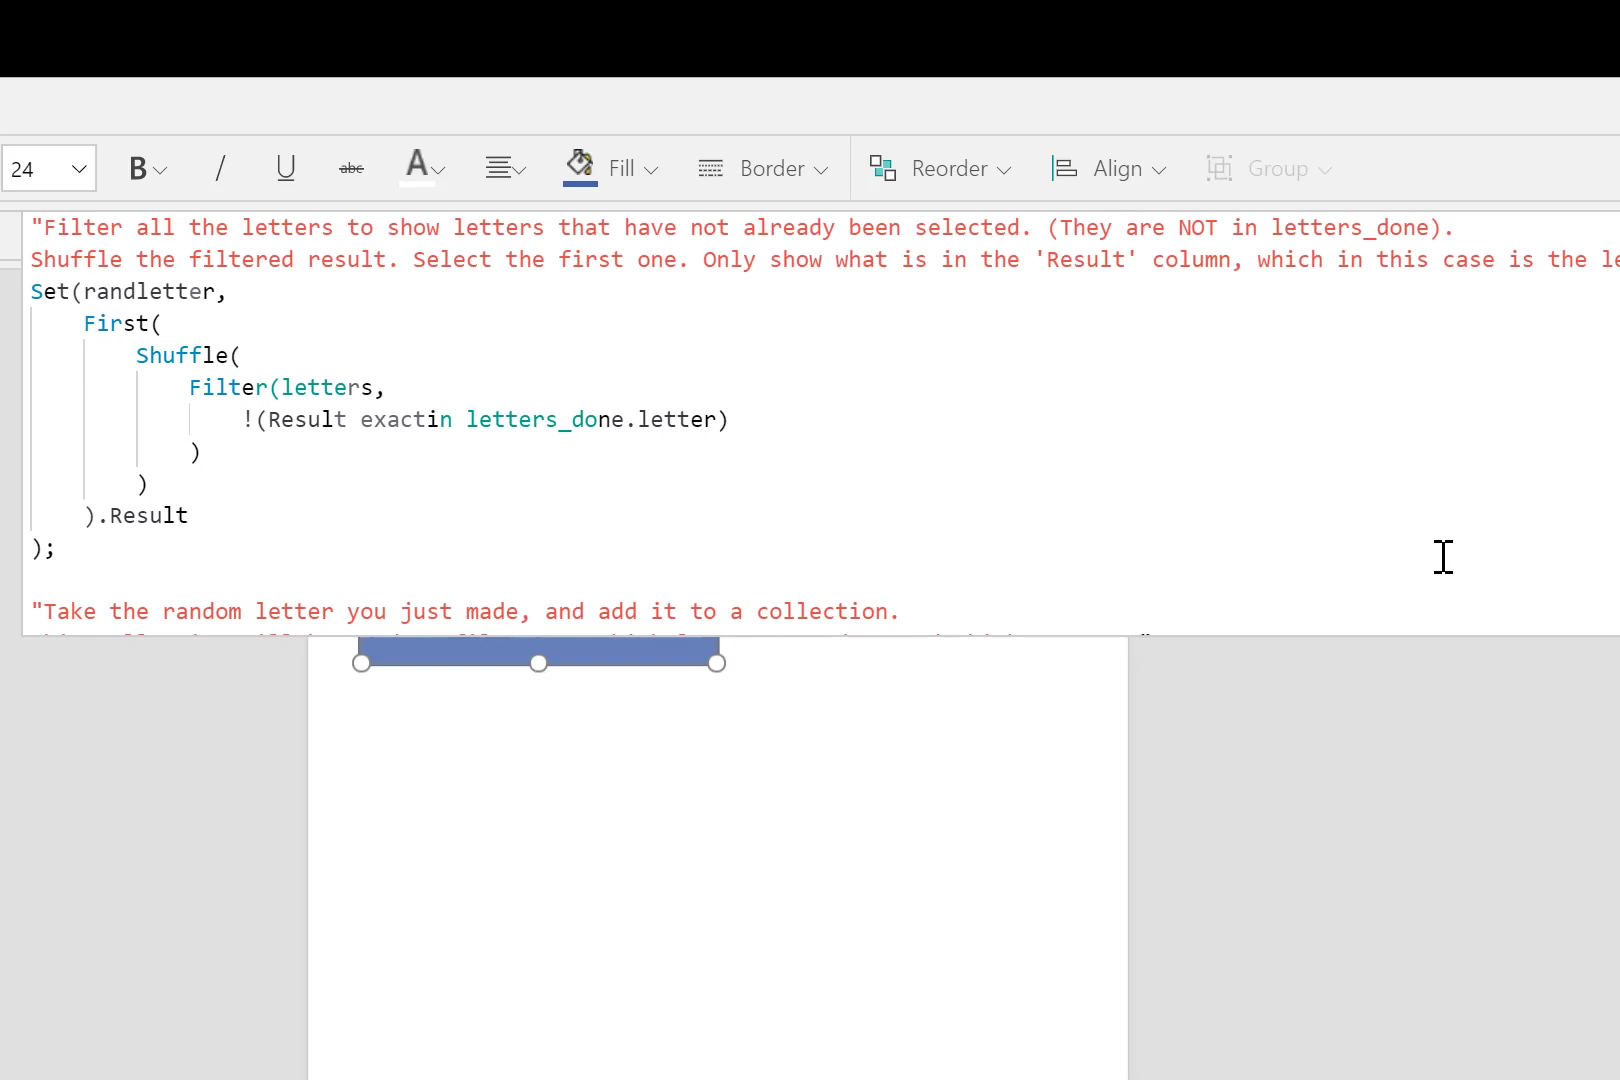 24 B / U abc A Fill Border Reorder Align Group
"Filter all the letters to show letters that have not already been selected. (They are NOT in letters_done).
Shuffle the filtered result. Select the first one. Only show what is in the 'Result' column, which in this case is the
Set(randletter,
First(
Shuffle(
Filter(letters,
!(Result exactin letters_done.letter)
)
)
).Result
);
"Take the random letter you just made, and add it to a collection.